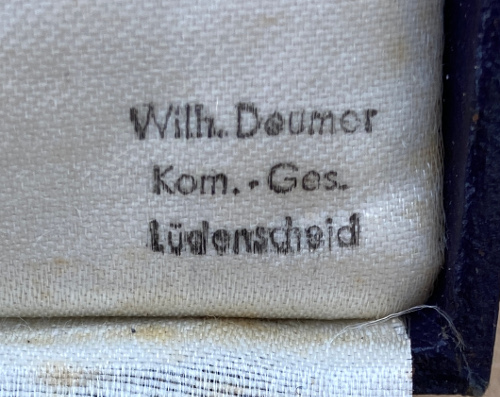 Wilh. Deumer
Kom.-Ges.
Lüdenscheid